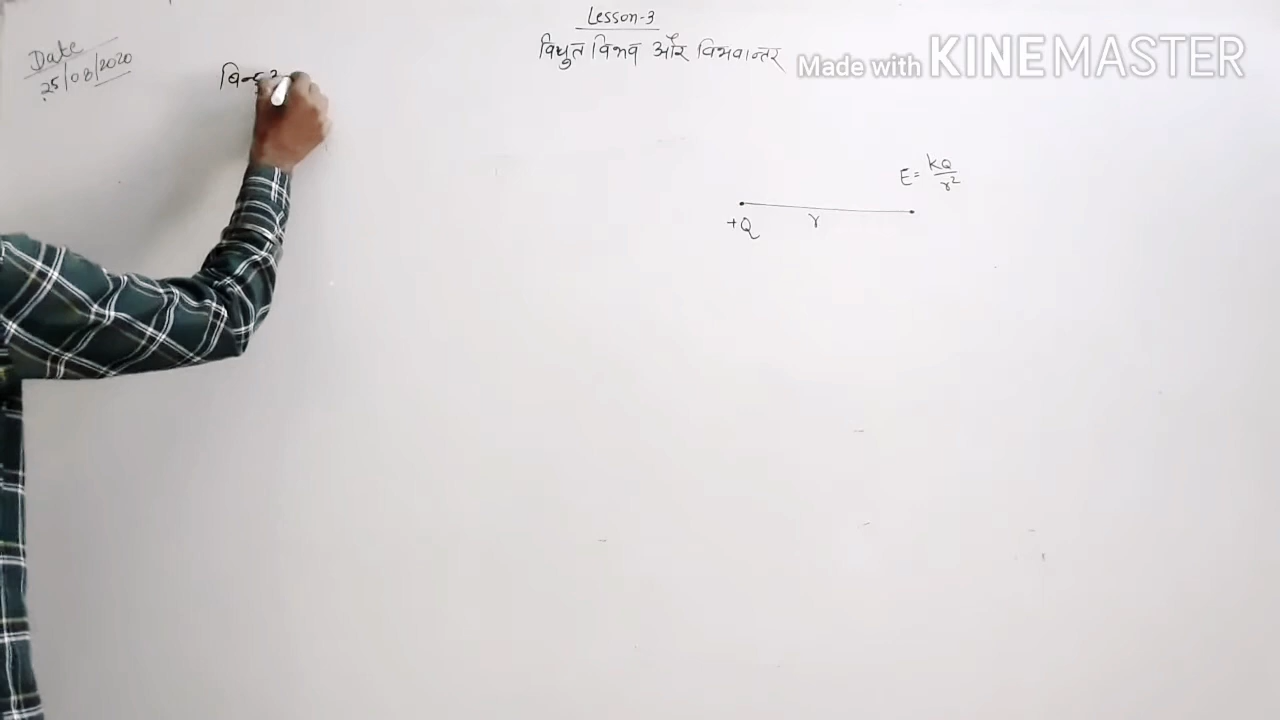 Lesson-3
विद्युत विभव और विभवान्तर
Made with KINEMASTER
Date
25/08/2020
E = KQ/r²
+Q r